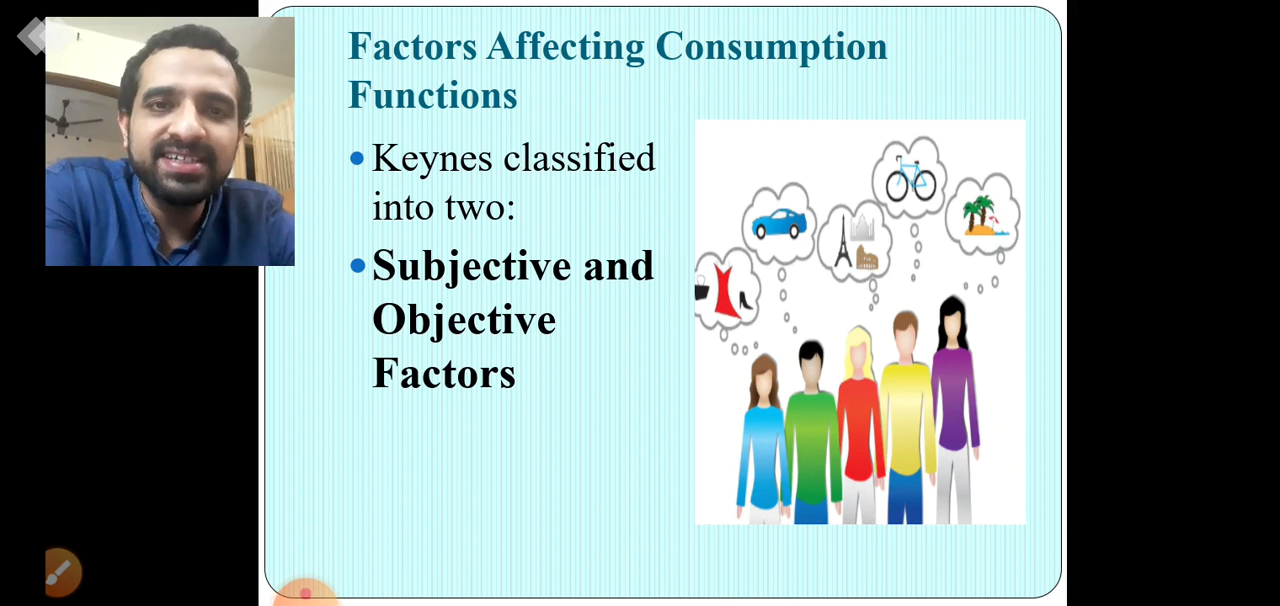 Factors Affecting Consumption
Functions
Keynes classified
into two:
Subjective and
Objective
Factors